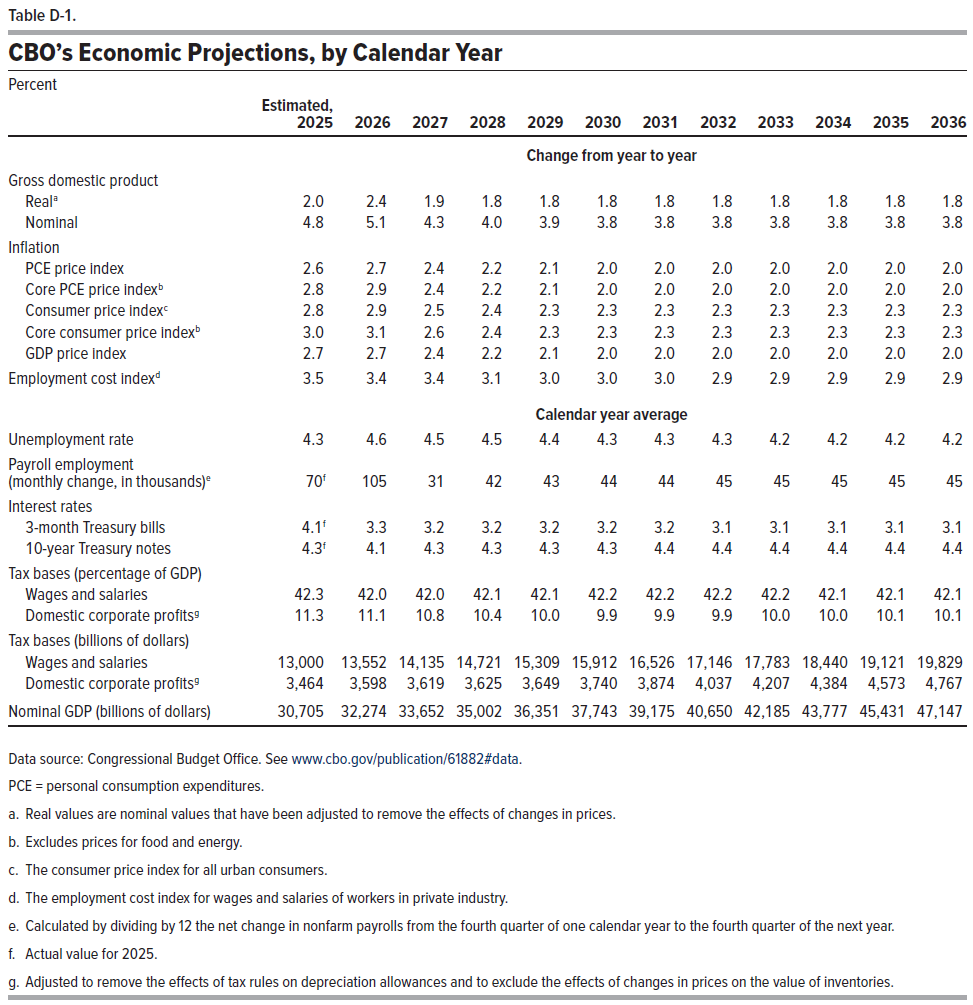 Table D-1.
CBO’s Economic Projections, by Calendar Year
Percent
Estimated,
2025 2026 2027 2028 2029 2030 2031 2032 2033 2034 2035 2036
Change from year to year
Gross domestic product
Realᵃ 2.0 2.4 1.9 1.8 1.8 1.8 1.8 1.8 1.8 1.8 1.8 1.8
Nominal 4.8 5.1 4.3 4.0 3.9 3.8 3.8 3.8 3.8 3.8 3.8 3.8
Inflation
PCE price index 2.6 2.7 2.4 2.2 2.1 2.0 2.0 2.0 2.0 2.0 2.0 2.0
Core PCE price indexᵇ 2.8 2.9 2.4 2.2 2.1 2.0 2.0 2.0 2.0 2.0 2.0 2.0
Consumer price indexᶜ 2.8 2.9 2.5 2.4 2.3 2.3 2.3 2.3 2.3 2.3 2.3 2.3
Core consumer price indexᵇ 3.0 3.1 2.6 2.4 2.3 2.3 2.3 2.3 2.3 2.3 2.3 2.3
GDP price index 2.7 2.7 2.4 2.2 2.1 2.0 2.0 2.0 2.0 2.0 2.0 2.0
Employment cost indexᵈ 3.5 3.4 3.4 3.1 3.0 3.0 3.0 2.9 2.9 2.9 2.9 2.9
Calendar year average
Unemployment rate 4.3 4.6 4.5 4.5 4.4 4.3 4.3 4.3 4.2 4.2 4.2 4.2
Payroll employment
(monthly change, in thousands)ᵉ 70ᶠ 105 31 42 43 44 44 45 45 45 45 45
Interest rates
3-month Treasury bills 4.1ᶠ 3.3 3.2 3.2 3.2 3.2 3.2 3.1 3.1 3.1 3.1 3.1
10-year Treasury notes 4.3ᶠ 4.1 4.3 4.3 4.3 4.3 4.4 4.4 4.4 4.4 4.4 4.4
Tax bases (percentage of GDP)
Wages and salaries 42.3 42.0 42.0 42.1 42.1 42.2 42.2 42.2 42.2 42.1 42.1 42.1
Domestic corporate profitsᵍ 11.3 11.1 10.8 10.4 10.0 9.9 9.9 9.9 10.0 10.0 10.1 10.1
Tax bases (billions of dollars)
Wages and salaries 13,000 13,552 14,135 14,721 15,309 15,912 16,526 17,146 17,783 18,440 19,121 19,829
Domestic corporate profitsᵍ 3,464 3,598 3,619 3,625 3,649 3,740 3,874 4,037 4,207 4,384 4,573 4,767
Nominal GDP (billions of dollars) 30,705 32,274 33,652 35,002 36,351 37,743 39,175 40,650 42,185 43,777 45,431 47,147
Data source: Congressional Budget Office. See www.cbo.gov/publication/61882#data.
PCE = personal consumption expenditures.
a. Real values are nominal values that have been adjusted to remove the effects of changes in prices.
b. Excludes prices for food and energy.
c. The consumer price index for all urban consumers.
d. The employment cost index for wages and salaries of workers in private industry.
e. Calculated by dividing by 12 the net change in nonfarm payrolls from the fourth quarter of one calendar year to the fourth quarter of the next year.
f. Actual value for 2025.
g. Adjusted to remove the effects of tax rules on depreciation allowances and to exclude the effects of changes in prices on the value of inventories.